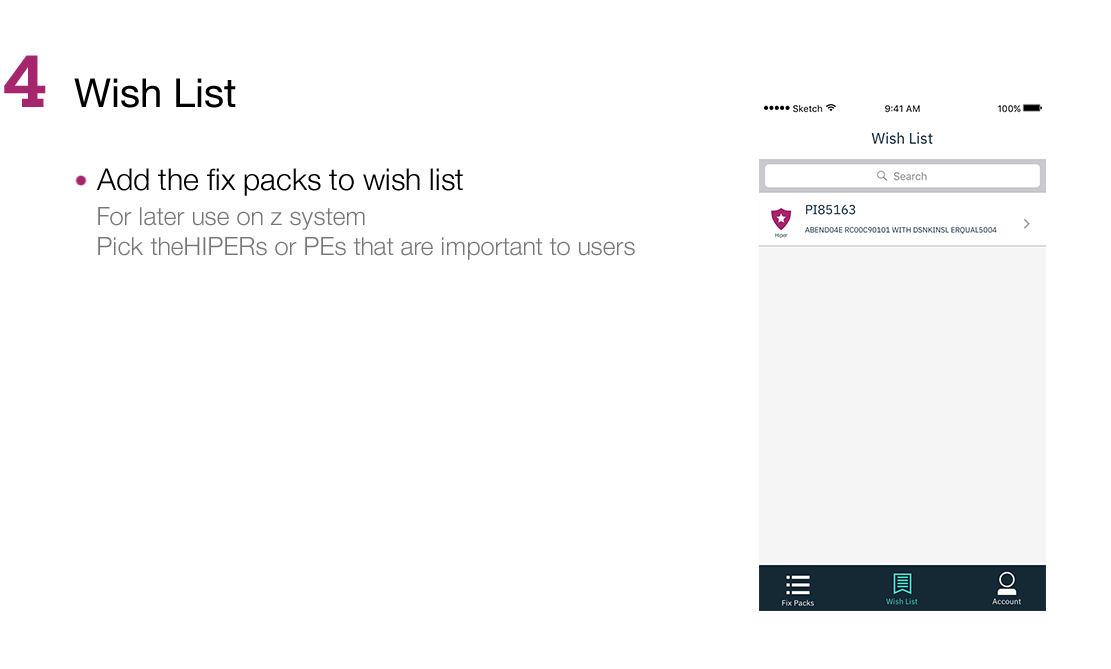 4 Wish List
Add the fix packs to wish list
For later use on z system
Pick theHIPERs or PEs that are important to users
Sketch 9:41 AM 100%
Wish List
Search
PI85163
Hiper
ABEND04E RC00C90101 WITH DSNKINSL ERQUAL5004
Fix Packs Wish List Account